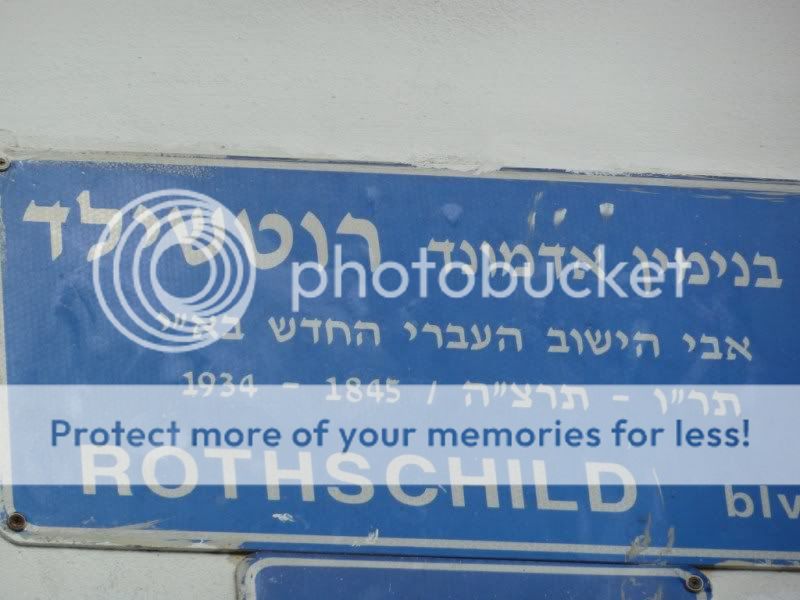 בנימין אדמונד רוטשילד
photobucket
אבי הישוב העברי החדש בא״י
תר״ו - תרצ״ה / 1845 - 1934
Protect more of your memories for less!
ROTHSCHILD blv